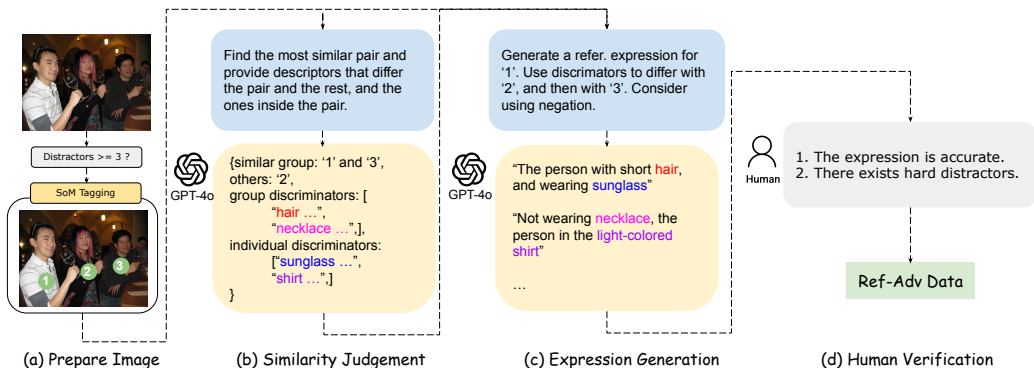 Distractors >= 3 ?
SoM Tagging
1
2
3
(a) Prepare Image
Find the most similar pair and
provide descriptors that differ
the pair and the rest, and the
ones inside the pair.
GPT-4o
{similar group: ‘1’ and ‘3’,
others: ‘2’,
group discriminators: [
“hair …”,
“necklace …”,],
individual discriminators:
[“sunglass …”,
“shirt …”,]
}
(b) Similarity Judgement
Generate a refer. expression for
‘1’. Use discrimators to differ with
‘2’, and then with ‘3’. Consider
using negation.
GPT-4o
“The person with short hair,
and wearing sunglass”
“Not wearing necklace, the
person in the light-colored
shirt”
…
(c) Expression Generation
Human
1. The expression is accurate.
2. There exists hard distractors.
Ref-Adv Data
(d) Human Verification